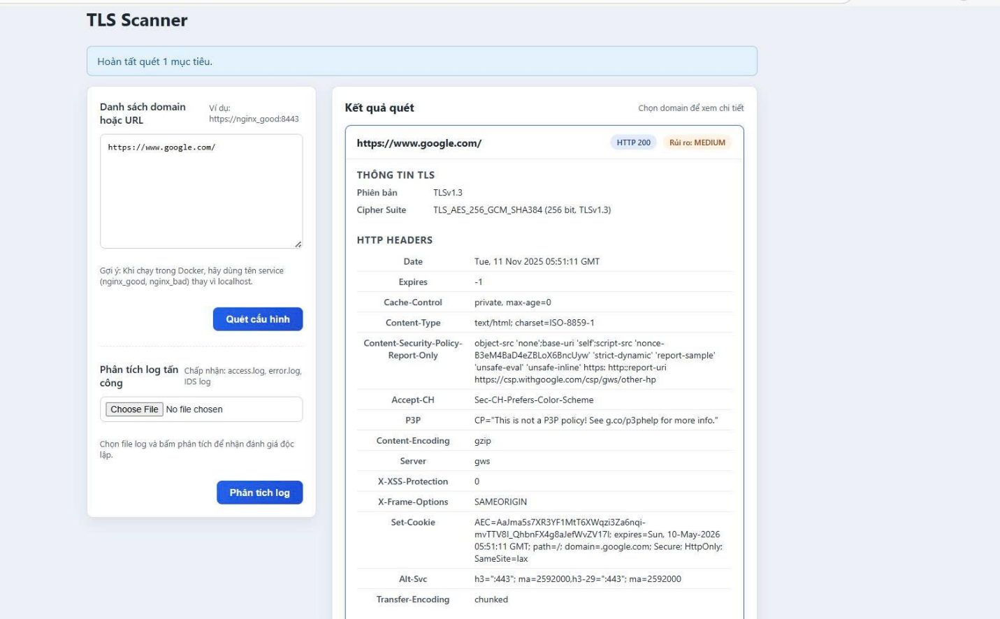 TLS Scanner
Hoàn tất quét 1 mục tiêu.
Danh sách domain
hoặc URL
Ví dụ:
https://nginx_good:8443
https://www.google.com/
Gợi ý: Khi chạy trong Docker, hãy dùng tên service
(nginx_good, nginx_bad) thay vì localhost.
Quét cấu hình
Phân tích log tấn
công
Chấp nhận: access.log, error.log,
IDS log
Choose File No file chosen
Chọn file log và bấm phân tích để nhận đánh giá độc
lập.
Phân tích log
Kết quả quét
Chọn domain để xem chi tiết
https://www.google.com/
HTTP 200
Rủi ro: MEDIUM
THÔNG TIN TLS
Phiên bản TLSv1.3
Cipher Suite TLS_AES_256_GCM_SHA384 (256 bit, TLSv1.3)
HTTP HEADERS
Date Tue, 11 Nov 2025 05:51:11 GMT
Expires -1
Cache-Control private, max-age=0
Content-Type text/html; charset=ISO-8859-1
Content-Security-Policy-
Report-Only
object-src 'none';base-uri 'self';script-src 'nonce-
B3eM4BaD4eZBLoX6BncUyw' 'strict-dynamic' 'report-sample'
'unsafe-eval' 'unsafe-inline' https: http:;report-uri
https://csp.withgoogle.com/csp/gws/other-hp
Accept-CH Sec-CH-Prefers-Color-Scheme
P3P CP="This is not a P3P policy! See g.co/p3phelp for more info."
Content-Encoding gzip
Server gws
X-XSS-Protection 0
X-Frame-Options SAMEORIGIN
Set-Cookie AEC=AaJma5s7XR3YF1MtT6XWqzi3Za6nqi-
mvTTV8I_QhbnFX4g8aJefWvZV17I; expires=Sun, 10-May-2026
05:51:11 GMT; path=/; domain=.google.com; Secure; HttpOnly;
SameSite=lax
Alt-Svc h3=":443"; ma=2592000,h3-29=":443"; ma=2592000
Transfer-Encoding chunked